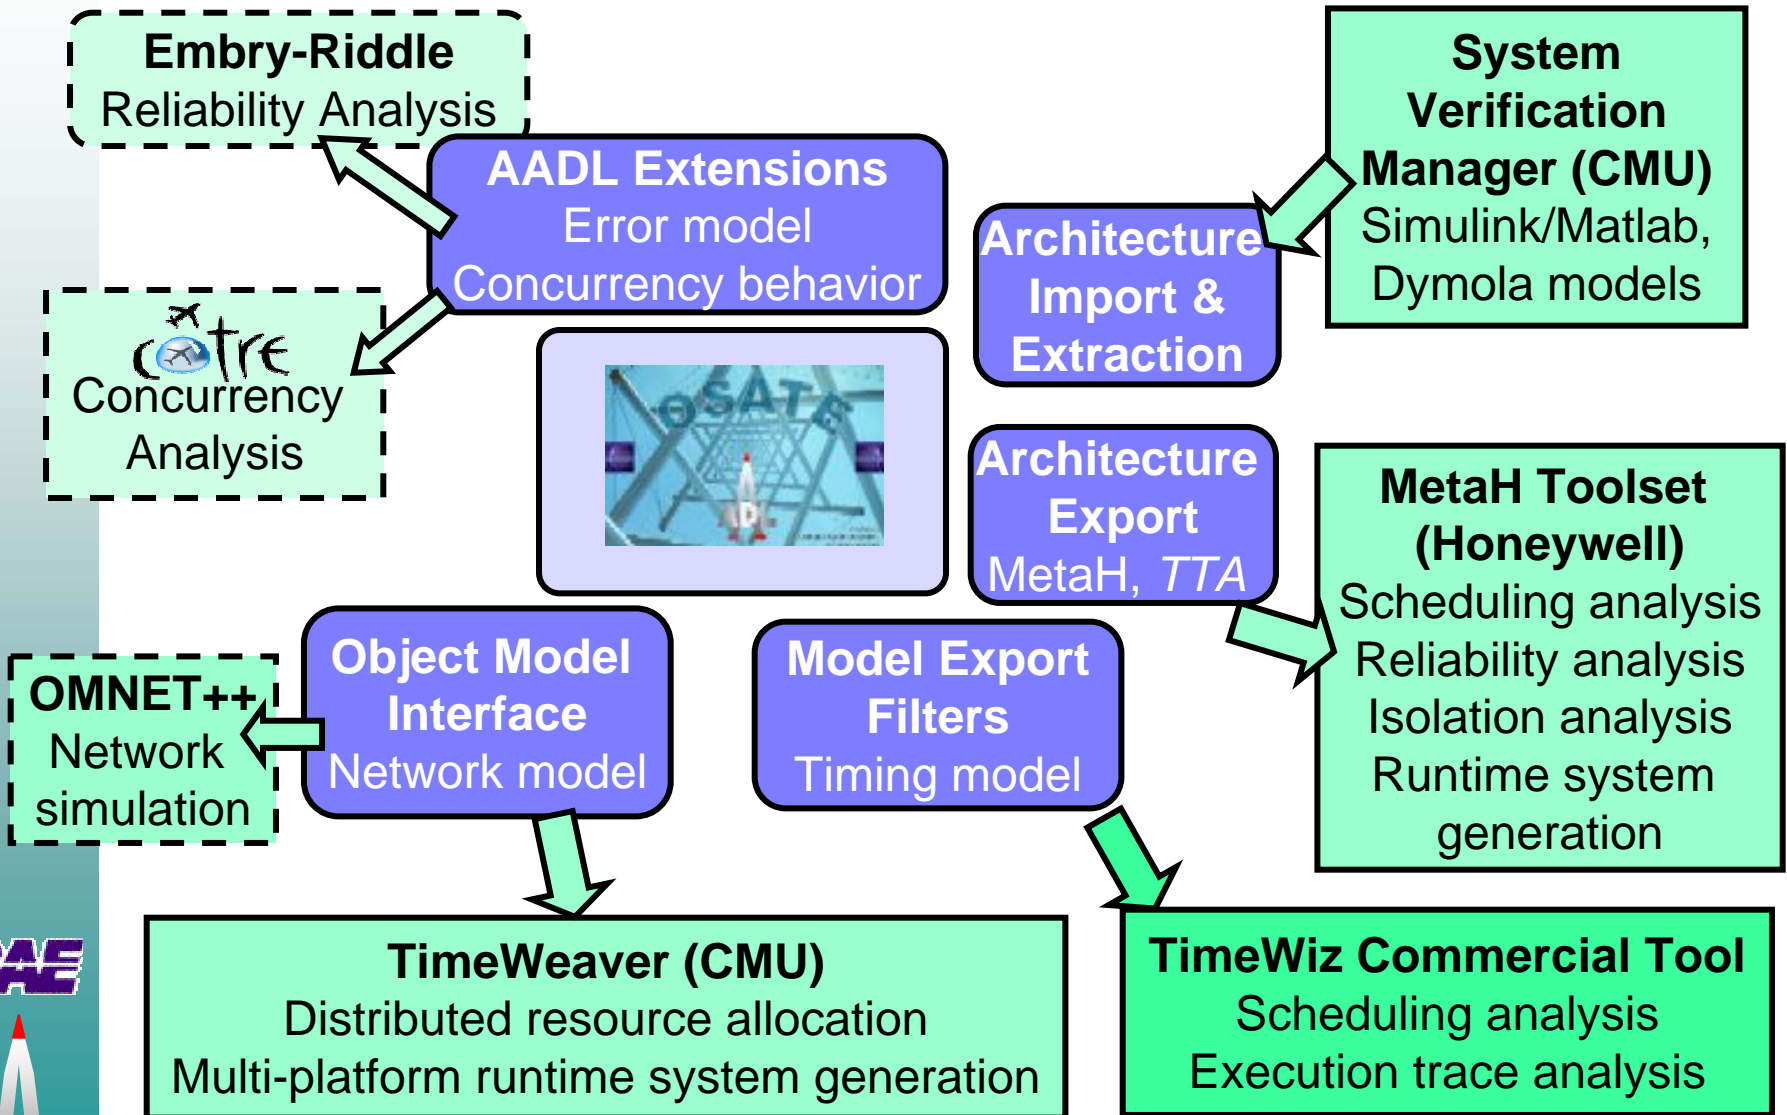 Embry-Riddle
Reliability Analysis
AADL Extensions
Error model
Concurrency behavior
System
Verification
Manager (CMU)
Simulink/Matlab,
Dymola models
Architecture
Import &
Extraction
cotre
Concurrency
Analysis
OSATE
Architecture
Export
MetaH, TTA
MetaH Toolset
(Honeywell)
Scheduling analysis
Reliability analysis
Isolation analysis
Runtime system
generation
Object Model
Interface
Network model
Model Export
Filters
Timing model
OMNET++
Network
simulation
TimeWeaver (CMU)
Distributed resource allocation
Multi-platform runtime system generation
TimeWiz Commercial Tool
Scheduling analysis
Execution trace analysis